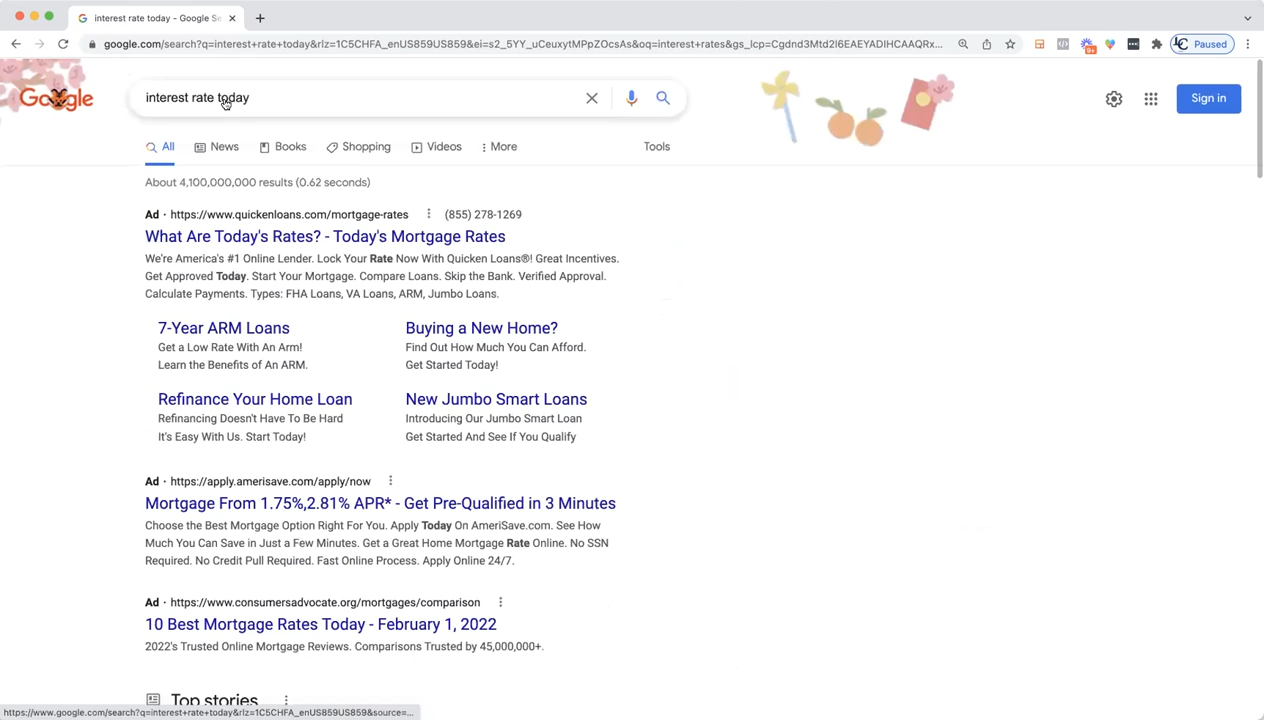 interest rate today - Google Se
google.com/search?q=interest+rate+today&rlz=1C5CHFA_enUS859US859&ei=s2_5YY_uCeuxytMPpZOcsAs&oq=interest+rates&gs_lcp=Cgdnd3Mtd2l6EAEYADIHCAAQRx...
9+
LC Paused
Google
interest rate today
Sign in
All
News
Books
Shopping
Videos
More
Tools
About 4,100,000,000 results (0.62 seconds)
Ad · https://www.quickenloans.com/mortgage-rates (855) 278-1269
What Are Today's Rates? - Today's Mortgage Rates
We're America's #1 Online Lender. Lock Your Rate Now With Quicken Loans®! Great Incentives.
Get Approved Today. Start Your Mortgage. Compare Loans. Skip the Bank. Verified Approval.
Calculate Payments. Types: FHA Loans, VA Loans, ARM, Jumbo Loans.
7-Year ARM Loans
Get a Low Rate With An Arm!
Learn the Benefits of An ARM.
Buying a New Home?
Find Out How Much You Can Afford.
Get Started Today!
Refinance Your Home Loan
Refinancing Doesn't Have To Be Hard
It's Easy With Us. Start Today!
New Jumbo Smart Loans
Introducing Our Jumbo Smart Loan
Get Started And See If You Qualify
Ad · https://apply.amerisave.com/apply/now
Mortgage From 1.75%,2.81% APR* - Get Pre-Qualified in 3 Minutes
Choose the Best Mortgage Option Right For You. Apply Today On AmeriSave.com. See How
Much You Can Save in Just a Few Minutes. Get a Great Home Mortgage Rate Online. No SSN
Required. No Credit Pull Required. Fast Online Process. Apply Online 24/7.
Ad · https://www.consumersadvocate.org/mortgages/comparison
10 Best Mortgage Rates Today - February 1, 2022
2022's Trusted Online Mortgage Reviews. Comparisons Trusted by 45,000,000+.
Top stories
https://www.google.com/search?q=interest+rate+today&rlz=1C5CHFA_enUS859US859&source=...